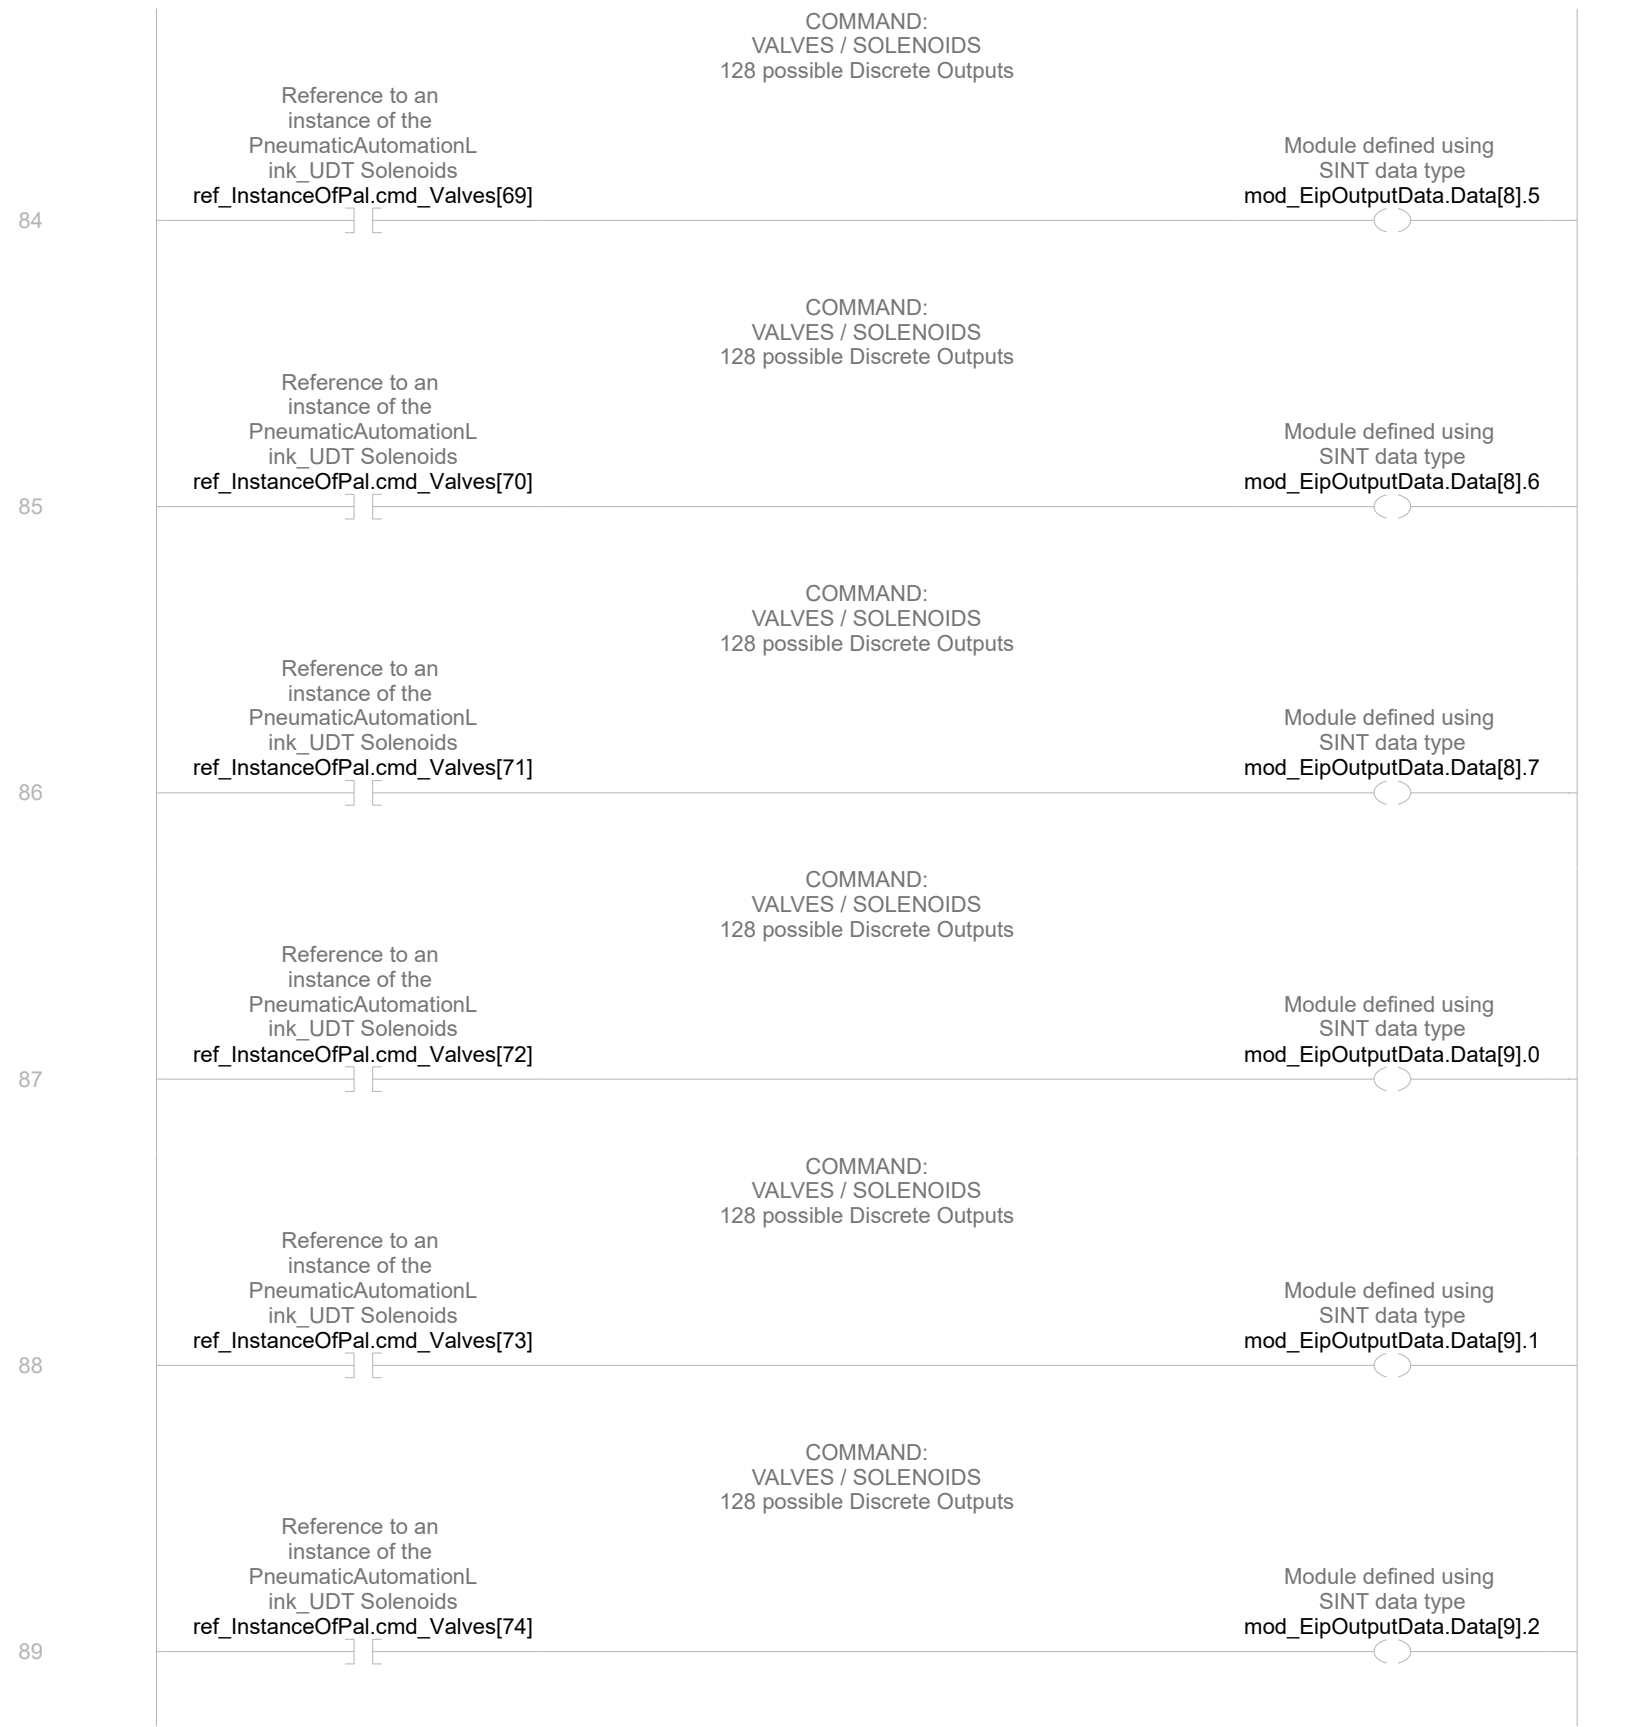 COMMAND:
VALVES / SOLENOIDS
128 possible Discrete Outputs
Reference to an
instance of the
PneumaticAutomationL
ink_UDT Solenoids
ref_InstanceOfPal.cmd_Valves[69]
Module defined using
SINT data type
mod_EipOutputData.Data[8].5
84
COMMAND:
VALVES / SOLENOIDS
128 possible Discrete Outputs
Reference to an
instance of the
PneumaticAutomationL
ink_UDT Solenoids
ref_InstanceOfPal.cmd_Valves[70]
Module defined using
SINT data type
mod_EipOutputData.Data[8].6
85
COMMAND:
VALVES / SOLENOIDS
128 possible Discrete Outputs
Reference to an
instance of the
PneumaticAutomationL
ink_UDT Solenoids
ref_InstanceOfPal.cmd_Valves[71]
Module defined using
SINT data type
mod_EipOutputData.Data[8].7
86
COMMAND:
VALVES / SOLENOIDS
128 possible Discrete Outputs
Reference to an
instance of the
PneumaticAutomationL
ink_UDT Solenoids
ref_InstanceOfPal.cmd_Valves[72]
Module defined using
SINT data type
mod_EipOutputData.Data[9].0
87
COMMAND:
VALVES / SOLENOIDS
128 possible Discrete Outputs
Reference to an
instance of the
PneumaticAutomationL
ink_UDT Solenoids
ref_InstanceOfPal.cmd_Valves[73]
Module defined using
SINT data type
mod_EipOutputData.Data[9].1
88
COMMAND:
VALVES / SOLENOIDS
128 possible Discrete Outputs
Reference to an
instance of the
PneumaticAutomationL
ink_UDT Solenoids
ref_InstanceOfPal.cmd_Valves[74]
Module defined using
SINT data type
mod_EipOutputData.Data[9].2
89